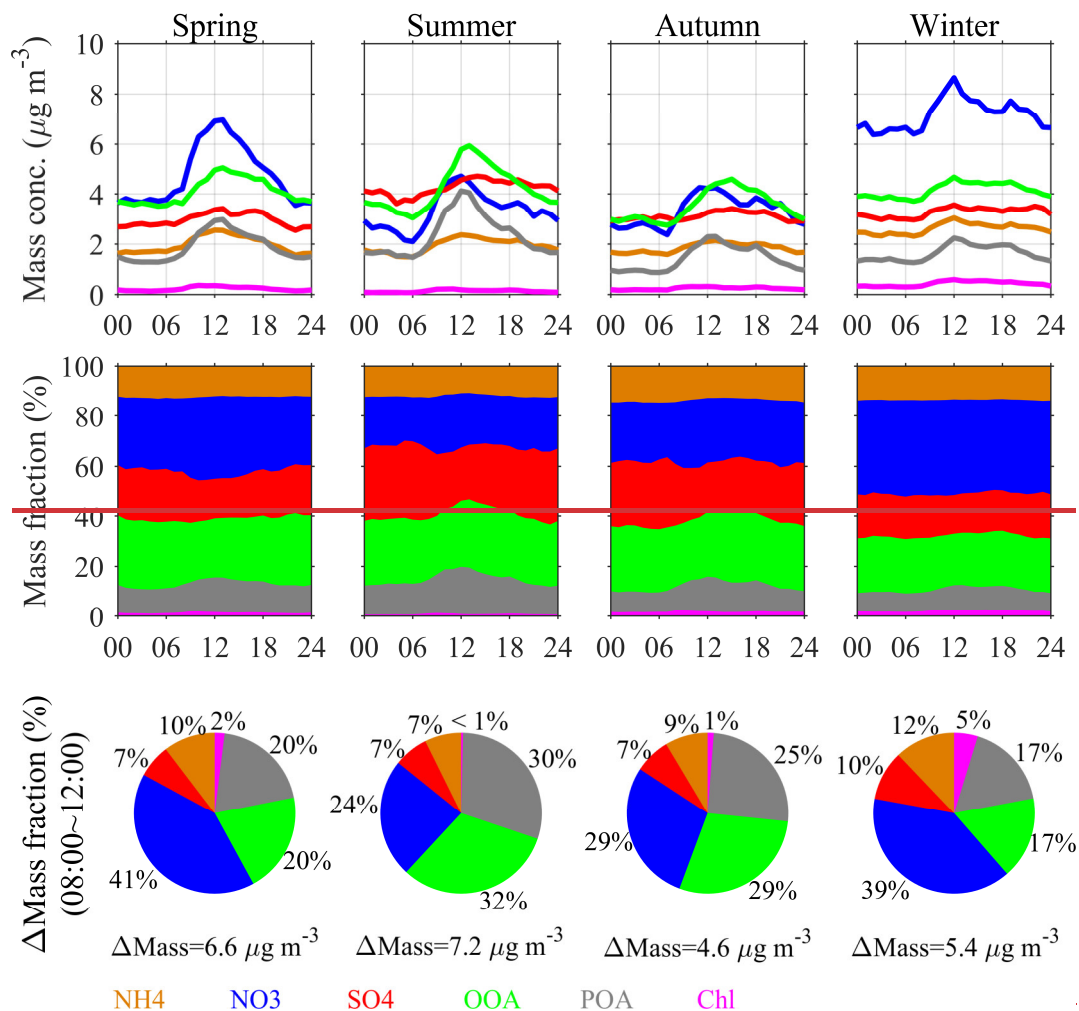 Spring Summer Autumn Winter
Mass conc. (μg m-3)
10
8
6
4
2
0
00 06 12 18 24 00 06 12 18 24 00 06 12 18 24 00 06 12 18 24
Mass fraction (%)
100
80
60
40
20
0
00 06 12 18 24 00 06 12 18 24 00 06 12 18 24 00 06 12 18 24
ΔMass fraction (%)
(08:00~12:00)
10% 2% 20% 20% 41% 7%
7% < 1% 30% 32% 24% 7%
9% 1% 25% 29% 29% 7%
12% 5% 17% 17% 39% 10%
ΔMass=6.6 μg m-3 ΔMass=7.2 μg m-3 ΔMass=4.6 μg m-3 ΔMass=5.4 μg m-3
NH4 NO3 SO4 OOA POA Chl